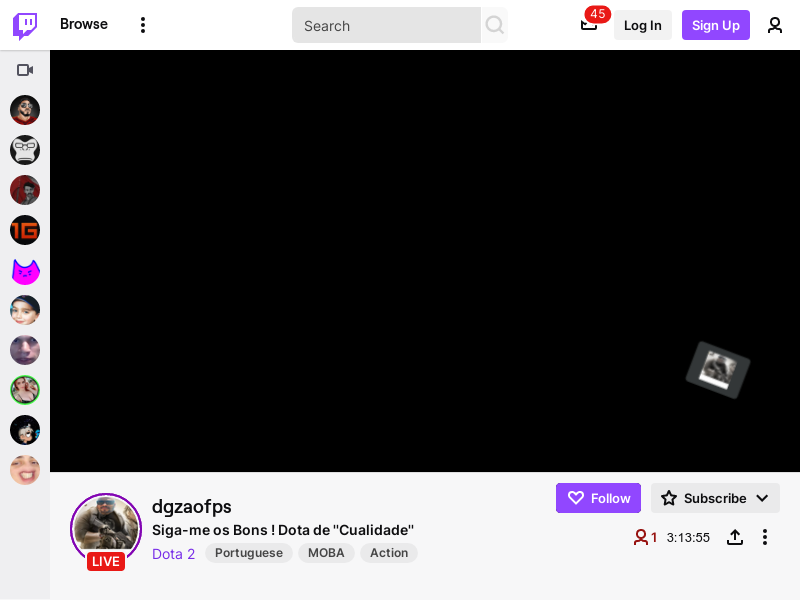 Browse
Search
45
Log In
Sign Up
1G
dgzaofps
Siga-me os Bons ! Dota de "Cualidade"
LIVE
Dota 2
Portuguese
MOBA
Action
Follow
Subscribe
1
3:13:55